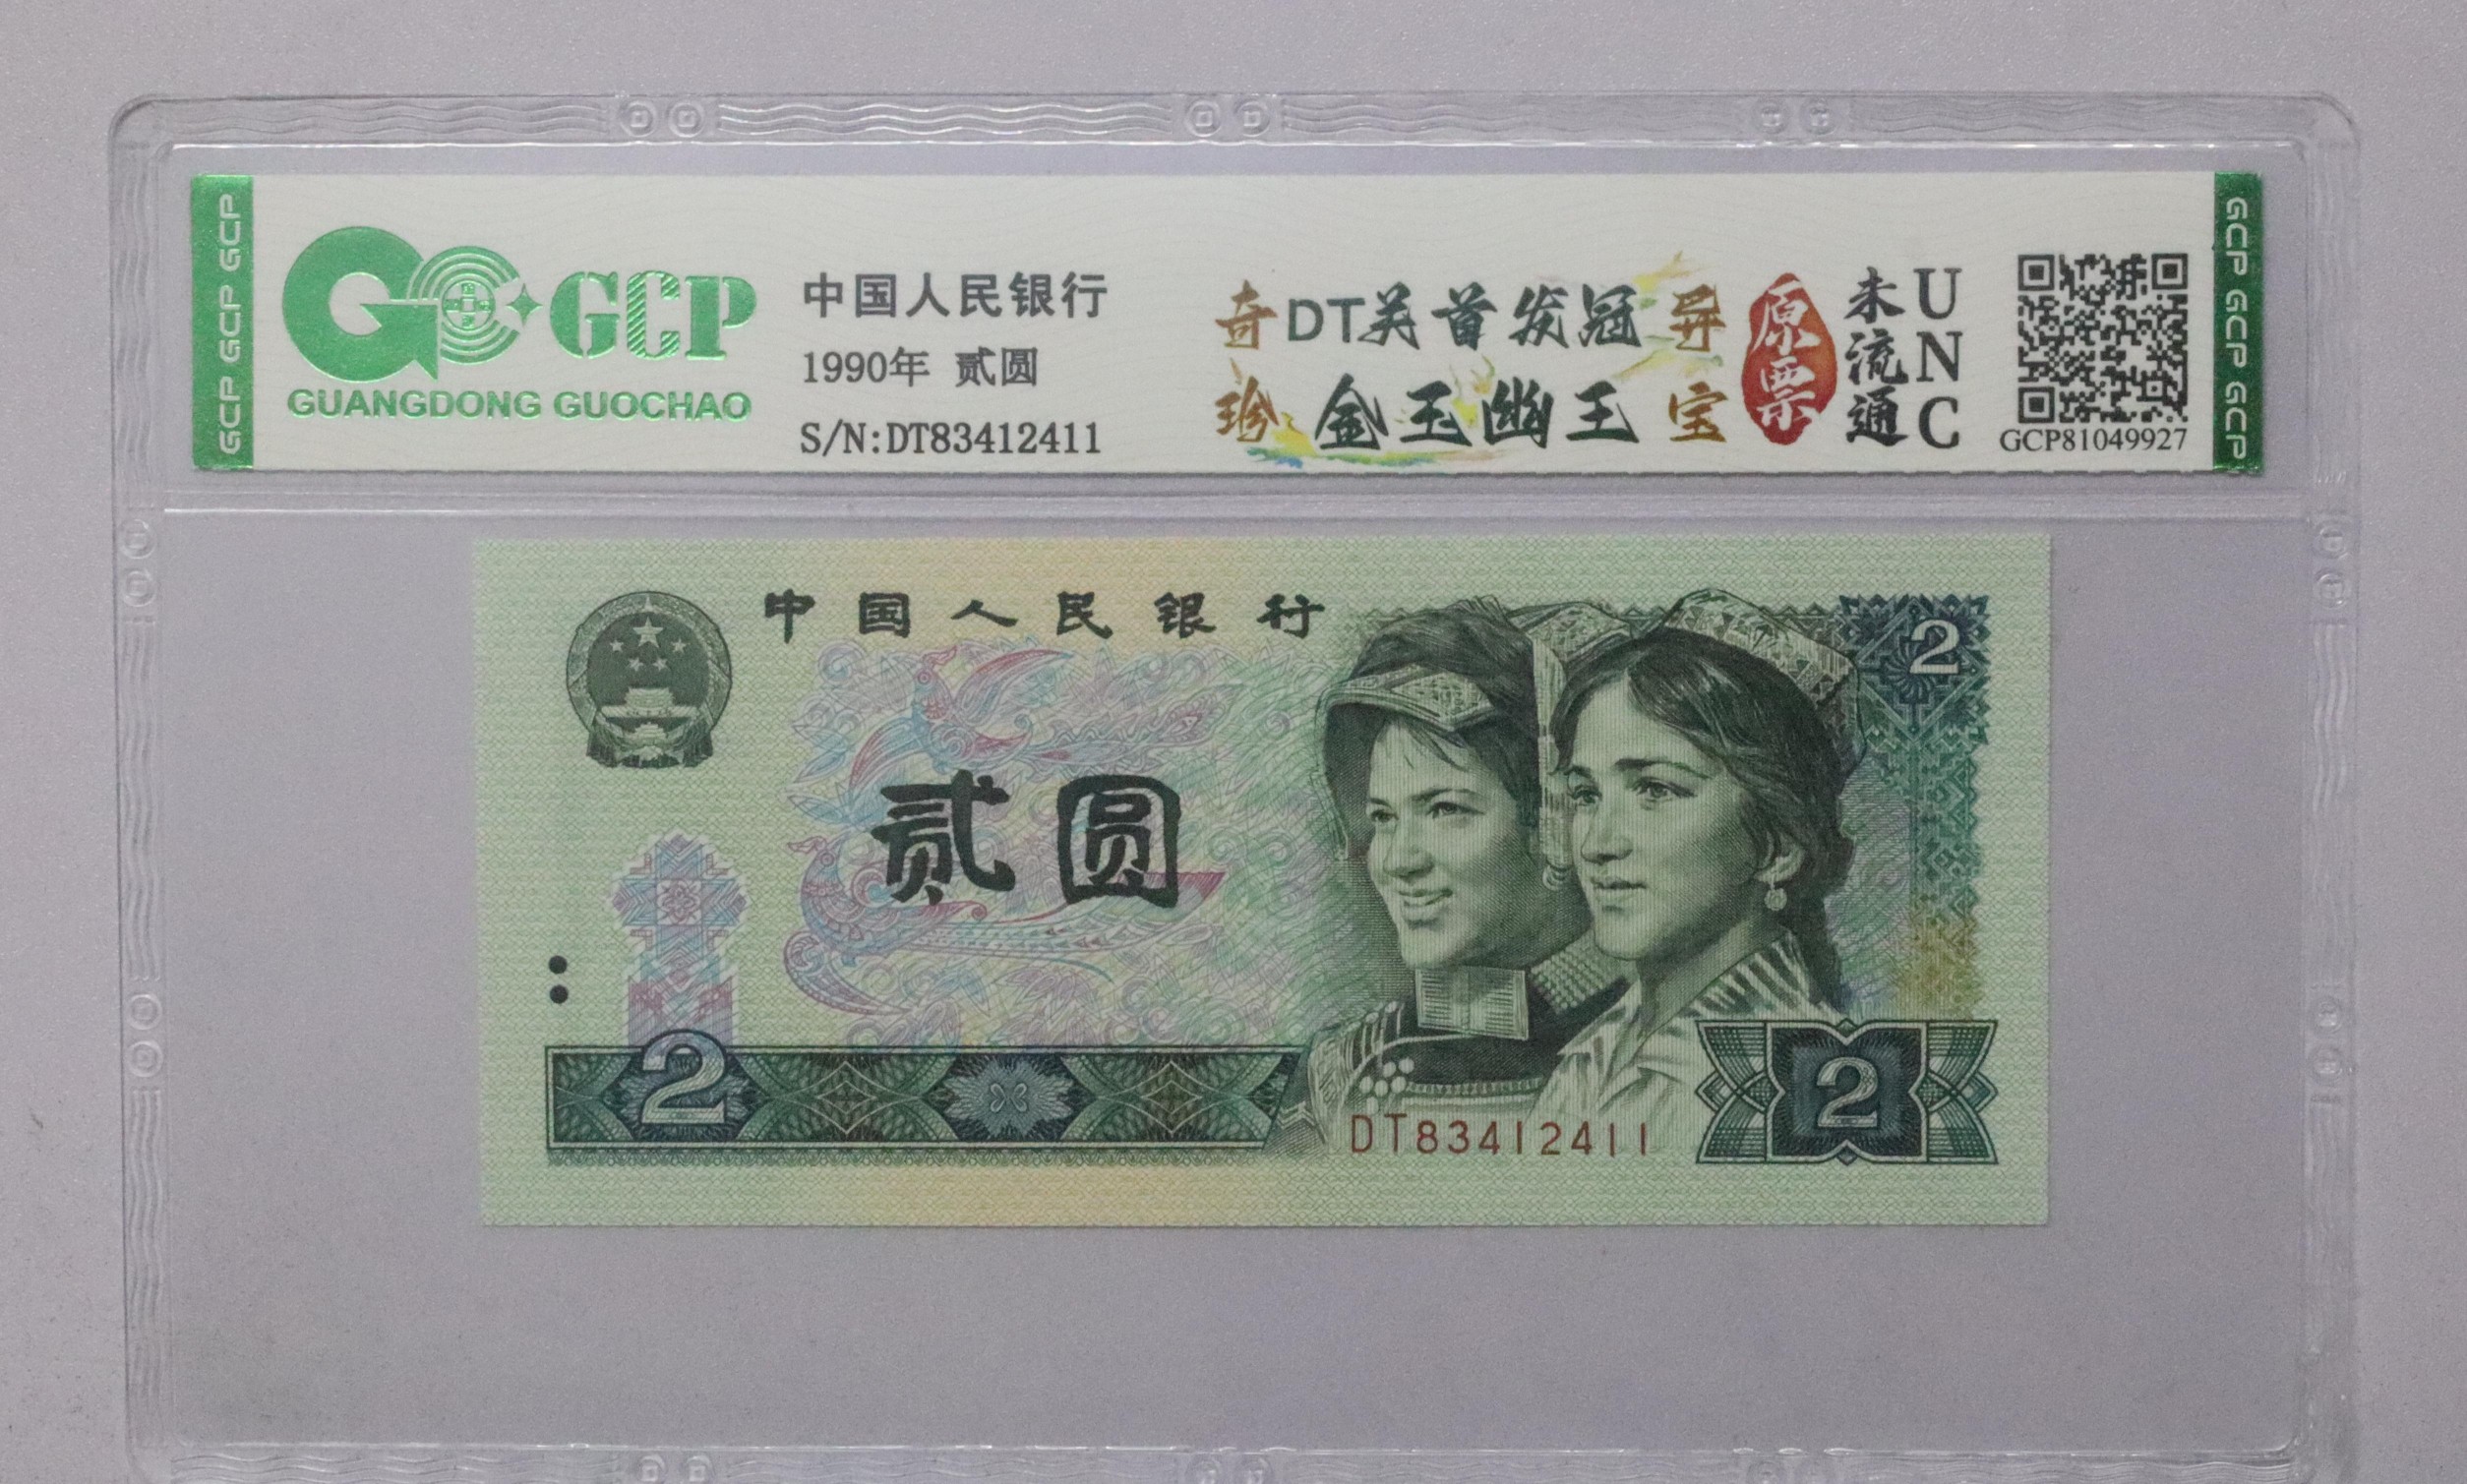 GCP GCP GCP
GCP
GUANGDONG GUOCHAO
中国人民银行
1990年 贰圆
S/N:DT83412411
奇DT英首发冠异
珍金玉幽王宝
原票
未流通
UNC
GCP81049927
GCP GCP GCP
中国人民银行
2
贰圆
2
DT83412411
2